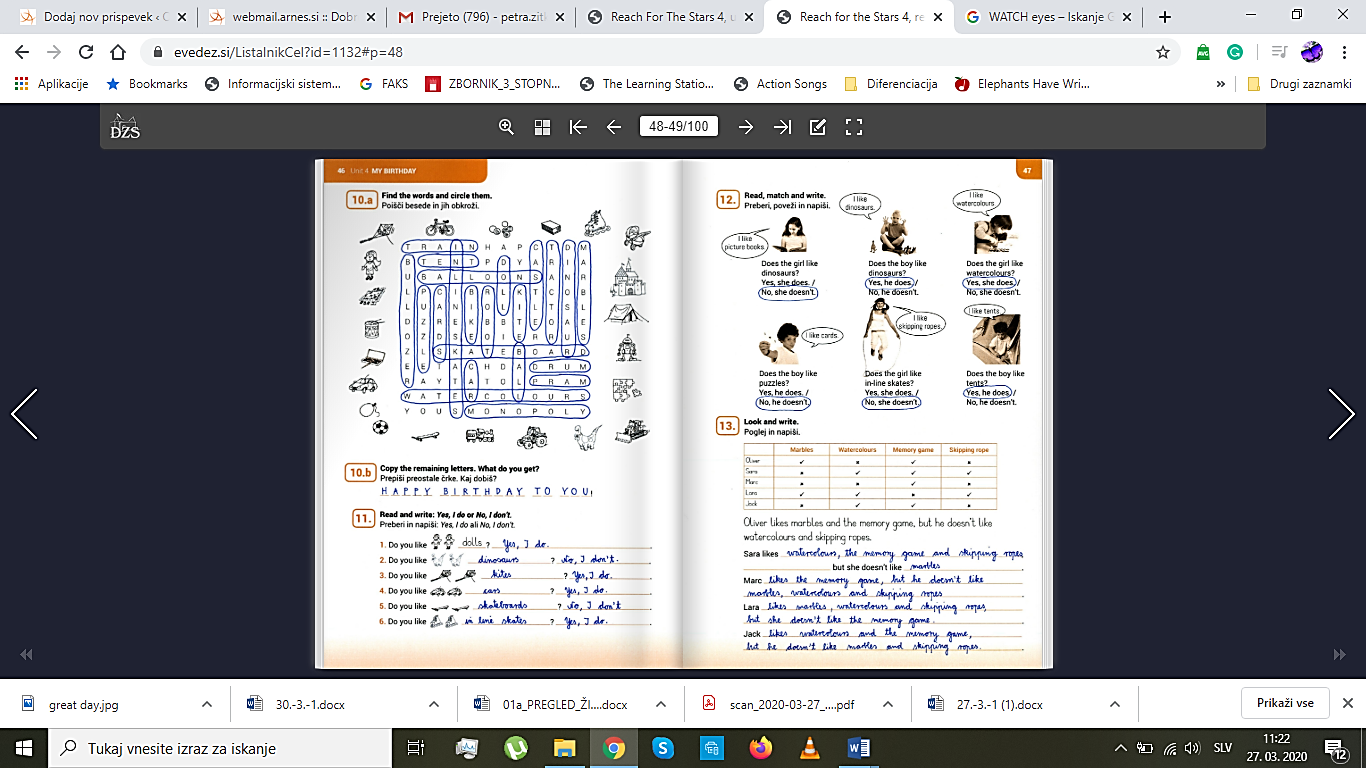 Dodaj nov prispevek ‹ C
webmail.arnes.si :: Dobr
Prejeto (796) - petra.zitk
Reach For The Stars 4, u
Reach for the Stars 4, re
WATCH eyes – Iskanje G
evedez.si/ListalnikCel?id=1132#p=48
Aplikacije
Bookmarks
Informacijski sistem...
FAKS
ZBORNIK_3_STOPN...
The Learning Statio...
Action Songs
Diferenciacija
Elephants Have Wri...
»
Drugi zaznamki
DZS
48-49/100
46 Unit 4 MY BIRTHDAY
10.a Find the words and circle them.
Poišči besede in jih obkroži.
T R A I N H A P C T D M
B T E N T P D Y A R I A
U B A L L O O N S A N R
10.b Copy the remaining letters. What do you get?
Prepiši preostale črke. Kaj dobiš?
HAPPY BIRTHDAY TO YOU!
11. Read and write: Yes, I do or No, I don't.
Preberi in napiši: Yes, I do ali No, I don't.
1. Do you like dolls? Yes, I do.
2. Do you like dinosaurs? No, I don't.
3. Do you like kites? Yes, I do.
4. Do you like cars? Yes, I do.
5. Do you like skateboards? No, I don't
6. Do you like in line skates? Yes, I do.
47
12. Read, match and write.
Preberi, poveži in napiši.
I like picture books.
I like dinosaurs.
I like watercolours.
Does the girl like dinosaurs?
Yes, she does. /
No, she doesn't.
Does the boy like dinosaurs?
Yes, he does. /
No, he doesn't.
Does the girl like watercolours?
Yes, she does. /
No, she doesn't.
I like cards.
I like skipping ropes.
I like tents.
Does the boy like puzzles?
Yes, he does. /
No, he doesn't.
Does the girl like in-line skates?
Yes, she does. /
No, she doesn't.
Does the boy like tents?
Yes, he does. /
No, he doesn't.
13. Look and write.
Poglej in napiši.
Marbles Watercolours Memory game Skipping rope
Oliver ✓ × ✓ ×
Sara × ✓ ✓ ✓
Marc × × ✓ ×
Lara ✓ ✓ × ✓
Jack × ✓ ✓ ×
Oliver likes marbles and the memory game, but he doesn't like
watercolours and skipping ropes.
Sara likes watercolours, the memory game and skipping ropes
but she doesn't like marbles
Marc likes the memory game, but he doesn't like
marbles, watercolours and skipping ropes
Lara likes marbles, watercolours and skipping ropes,
but she doesn't like the memory game.
Jack likes watercolours and the memory game,
but he doesn't like marbles and skipping ropes.
great day.jpg
30.-3.-1.docx
01a_PREGLED_ŽI....docx
scan_2020-03-27_....pdf
27.-3.-1 (1).docx
Prikaži vse
Tukaj vnesite izraz za iskanje
SLV
11:22
27. 03. 2020
12